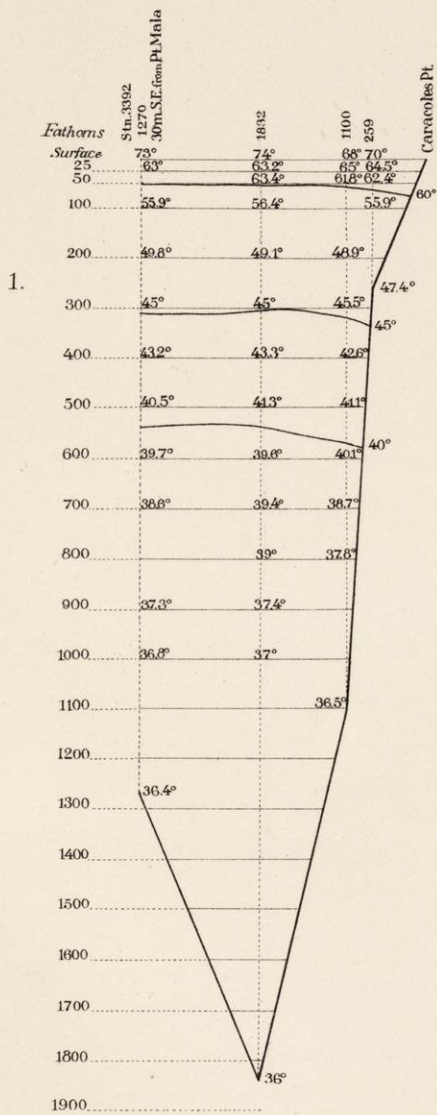 Stn.3392
1270
30m.S.E.from Pt.Mala
1832
1100
259
Caracoles Pt.
Fathoms
Surface 73° 74° 68° 70°
25 63° 63.2° 65° 64.5°
50 63.4° 61.8° 62.4°
60°
100 55.9° 56.4° 55.9°
200 49.8° 49.1° 48.9°
47.4°
1.
300 45° 45° 45.5°
45°
400 43.2° 43.3° 42.6°
500 40.5° 41.3° 41.1°
40°
600 39.7° 39.6° 40.1°
700 38.8° 39.4° 38.7°
800 39° 37.8°
900 37.3° 37.4°
1000 36.8° 37°
1100 36.5°
1200
36.4°
1300
1400
1500
1600
1700
1800
36°
1900